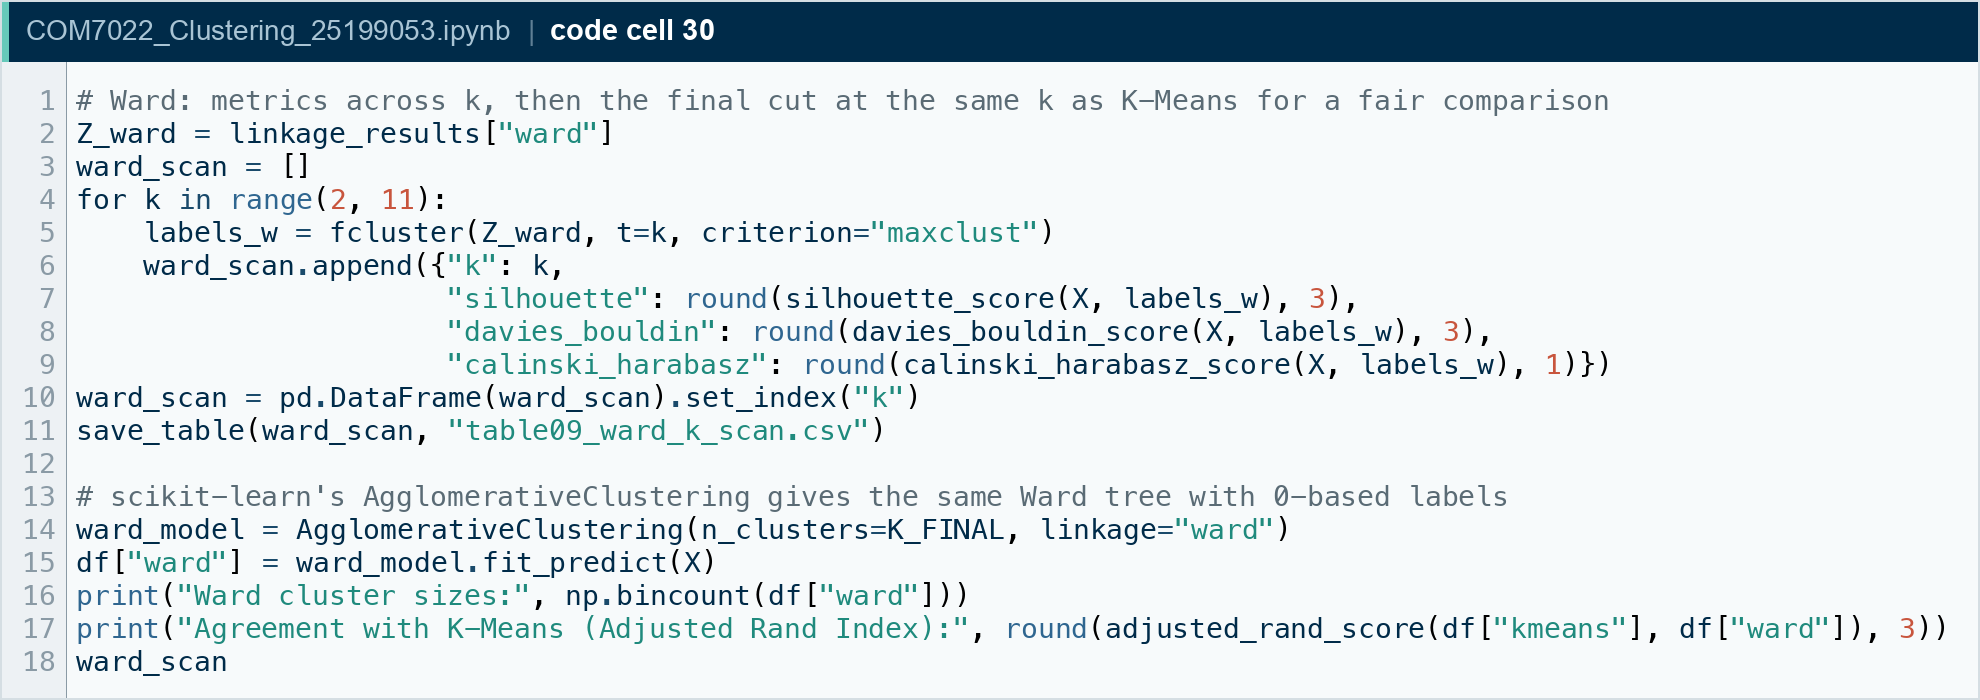 COM7022_Clustering_25199053.ipynb | code cell 30
1 # Ward: metrics across k, then the final cut at the same k as K-Means for a fair comparison
2 Z_ward = linkage_results["ward"]
3 ward_scan = []
4 for k in range(2, 11):
5     labels_w = fcluster(Z_ward, t=k, criterion="maxclust")
6     ward_scan.append({"k": k,
7                       "silhouette": round(silhouette_score(X, labels_w), 3),
8                       "davies_bouldin": round(davies_bouldin_score(X, labels_w), 3),
9                       "calinski_harabasz": round(calinski_harabasz_score(X, labels_w), 1)})
10 ward_scan = pd.DataFrame(ward_scan).set_index("k")
11 save_table(ward_scan, "table09_ward_k_scan.csv")
12
13 # scikit-learn's AgglomerativeClustering gives the same Ward tree with 0-based labels
14 ward_model = AgglomerativeClustering(n_clusters=K_FINAL, linkage="ward")
15 df["ward"] = ward_model.fit_predict(X)
16 print("Ward cluster sizes:", np.bincount(df["ward"]))
17 print("Agreement with K-Means (Adjusted Rand Index):", round(adjusted_rand_score(df["kmeans"], df["ward"]), 3))
18 ward_scan